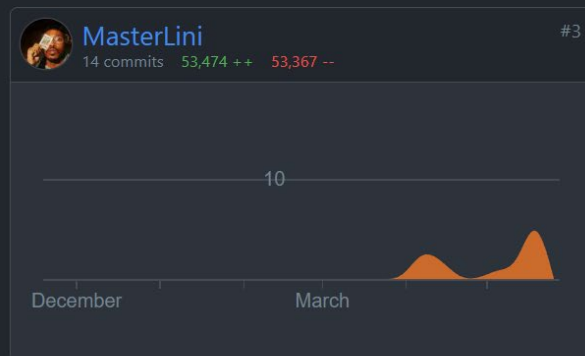 MasterLini
#3
14 commits 53,474 ++ 53,367 --
10
December March